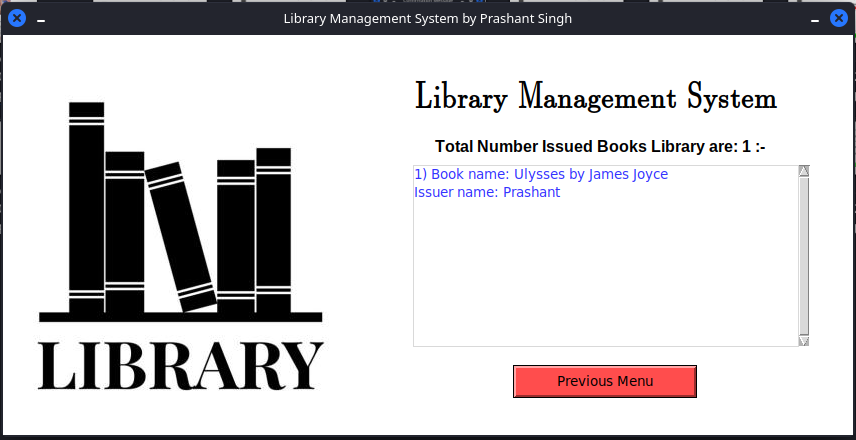 Library Management System by Prashant Singh
Library Management System
Total Number Issued Books Library are: 1 :-
1) Book name: Ulysses by James Joyce
Issuer name: Prashant
LIBRARY
Previous Menu